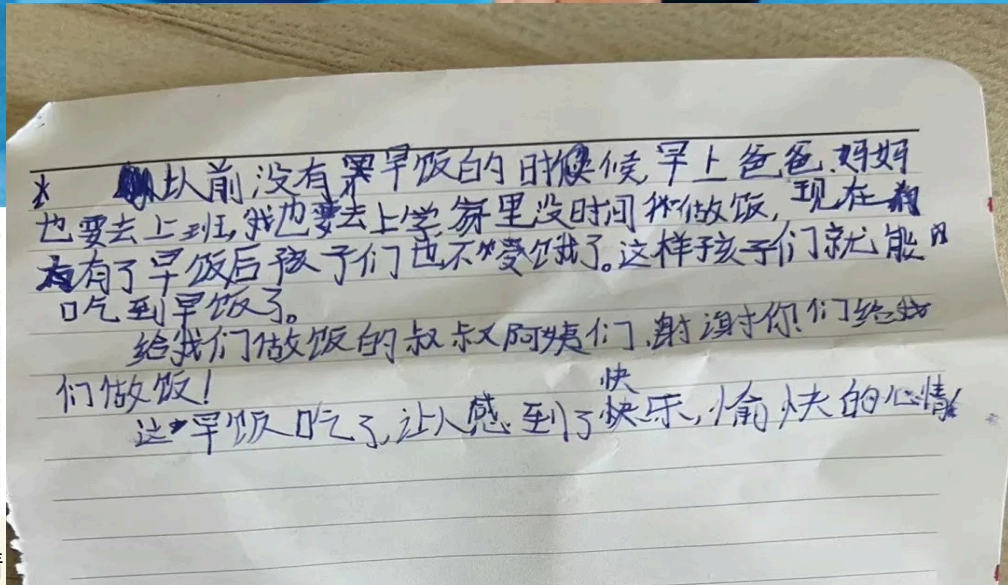 以前没有早饭的时候早上爸爸、妈妈
也要去上班,我也要去上学,家里没时间做饭,现在
有了早饭后孩子们也不受饿了。这样孩子们就能
吃到早饭了。
给我们做饭的叔叔阿姨们,谢谢你们给我
们做饭!
快
这早饭吃了,让人感到了快乐,愉快的心情